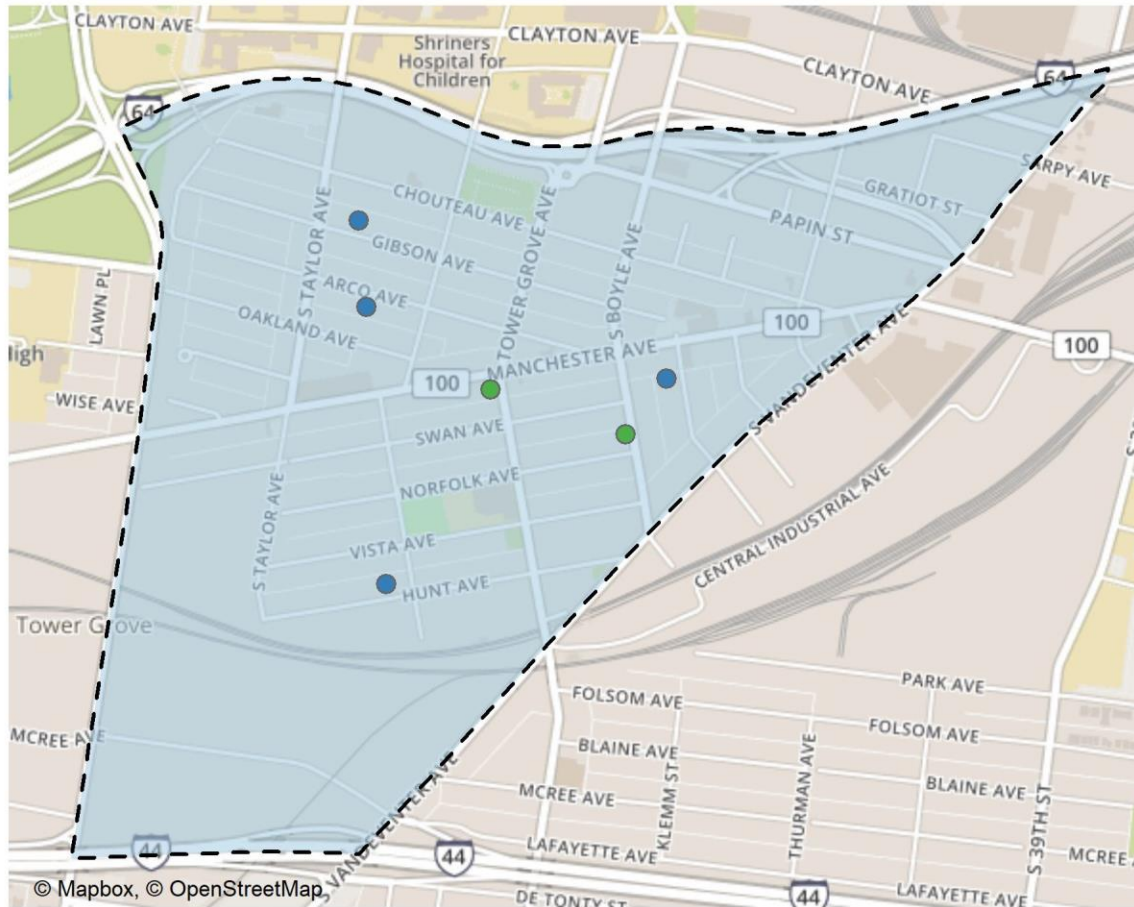 CLAYTON AVE
CLAYTON AVE
Shriners
Hospital for
Children
CLAYTON AVE
64
64
SARPY AVE
GRATIOT ST
CHOUTEAU AVE
PAPIN ST
GIBSON AVE
S TAYLOR AVE
TOWER GROVE AVE
S BOYLE AVE
ARCO AVE
OAKLAND AVE
LAWN PL
100
MANCHESTER AVE
100
100
S VANDEVENTER AVE
High
WISE AVE
SWAN AVE
NORFOLK AVE
S TAYLOR AVE
VISTA AVE
HUNT AVE
CENTRAL INDUSTRIAL AVE
Tower Grove
PARK AVE
FOLSOM AVE
FOLSOM AVE
MCREE AVE
BLAINE AVE
BLAINE AVE
KLEMM ST
THURMAN AVE
S 39TH ST
MCREE AVE
MCREE A
S VANDEVENTER AVE
44
44
44
LAFAYETTE AVE
LAFAYETTE AVE
DE TONTY ST
© Mapbox, © OpenStreetMap